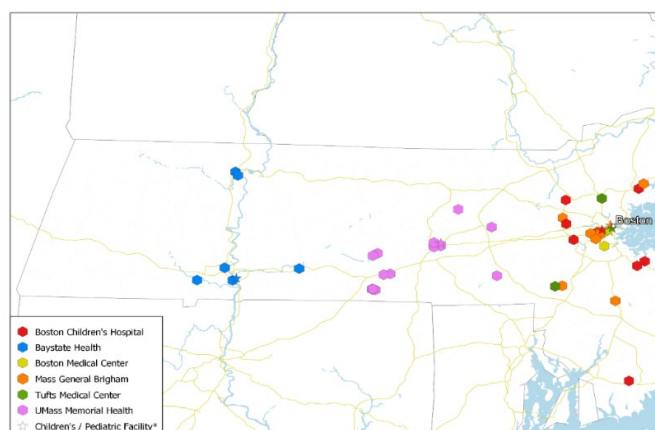 Boston
Boston Children's Hospital
Baystate Health
Boston Medical Center
Mass General Brigham
Tufts Medical Center
UMass Memorial Health
Children's / Pediatric Facility*